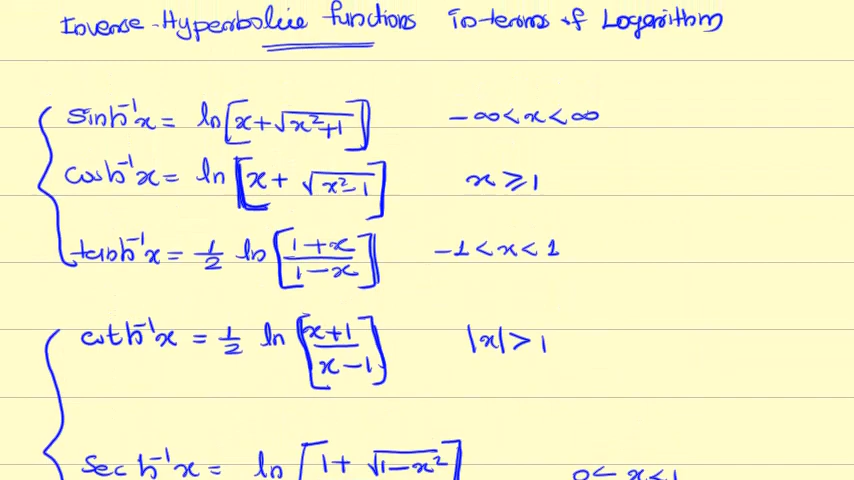 Inverse-Hyperbolic functions In-terms of Logarithm
sinh⁻¹x = ln[x+√x²+1] -∞<x<∞
cosh⁻¹x = ln[x+ √x²-1] x ≥ 1
tanh⁻¹x = 1/2 ln[1+x/1-x] -1<x<1
coth⁻¹x = 1/2 ln[x+1/x-1] |x|>1
Sech⁻¹x = ln[1+ √1-x²] 0< x<1